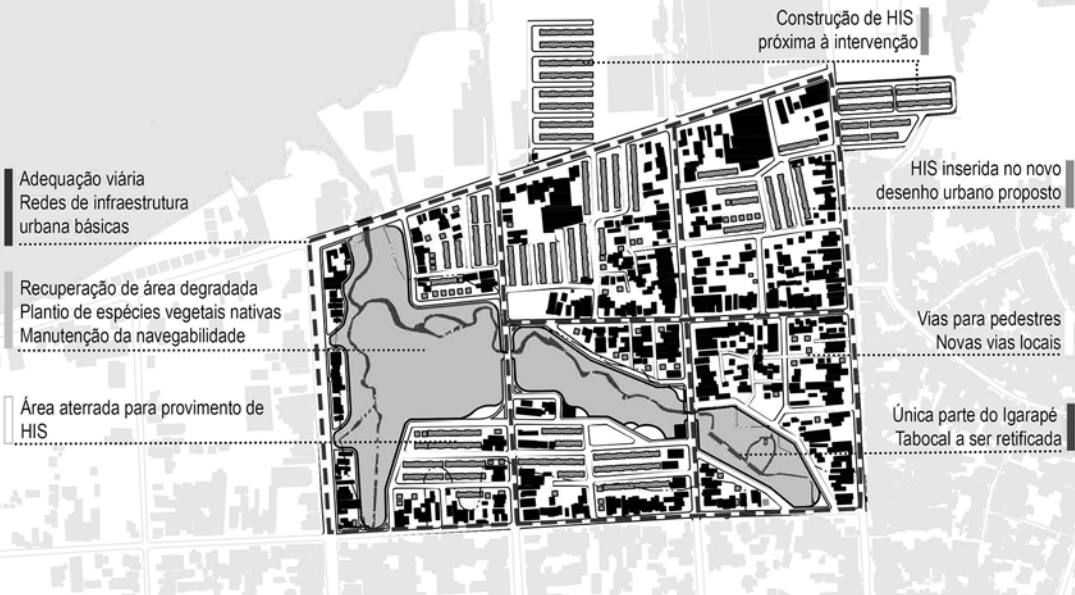 Construção de HIS
próxima à intervenção
Adequação viária
Redes de infraestrutura
urbana básicas
HIS inserida no novo
desenho urbano proposto
Recuperação de área degradada
Plantio de espécies vegetais nativas
Manutenção da navegabilidade
Vias para pedestres
Novas vias locais
Área aterrada para provimento de
HIS
Única parte do Igarapé
Tabocal a ser retificada